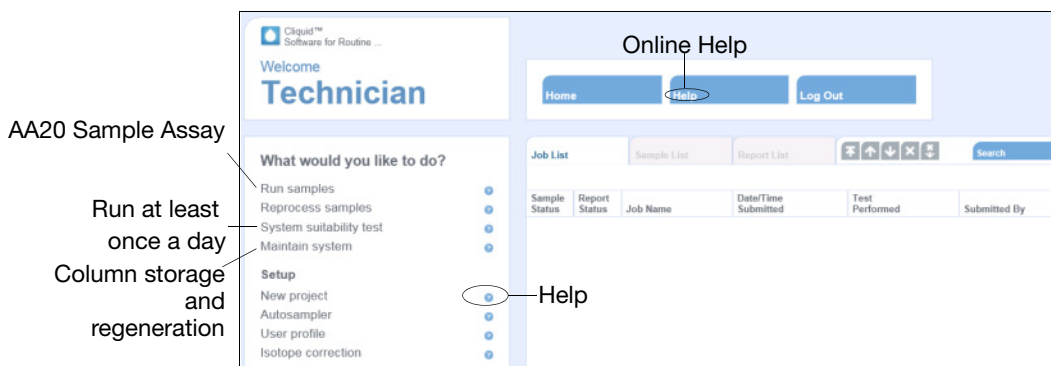 Cliquid™
Software for Routine ...
Welcome
Technician
Online Help
Home
Help
Log Out
AA20 Sample Assay
Run at least
once a day
Column storage
and
regeneration
What would you like to do?
Run samples
Reprocess samples
System suitability test
Maintain system
Setup
New project
Autosampler
User profile
Isotope correction
Help
Job List
Sample List
Report List
Search
Sample Status
Report Status
Job Name
Date/Time Submitted
Test Performed
Submitted By